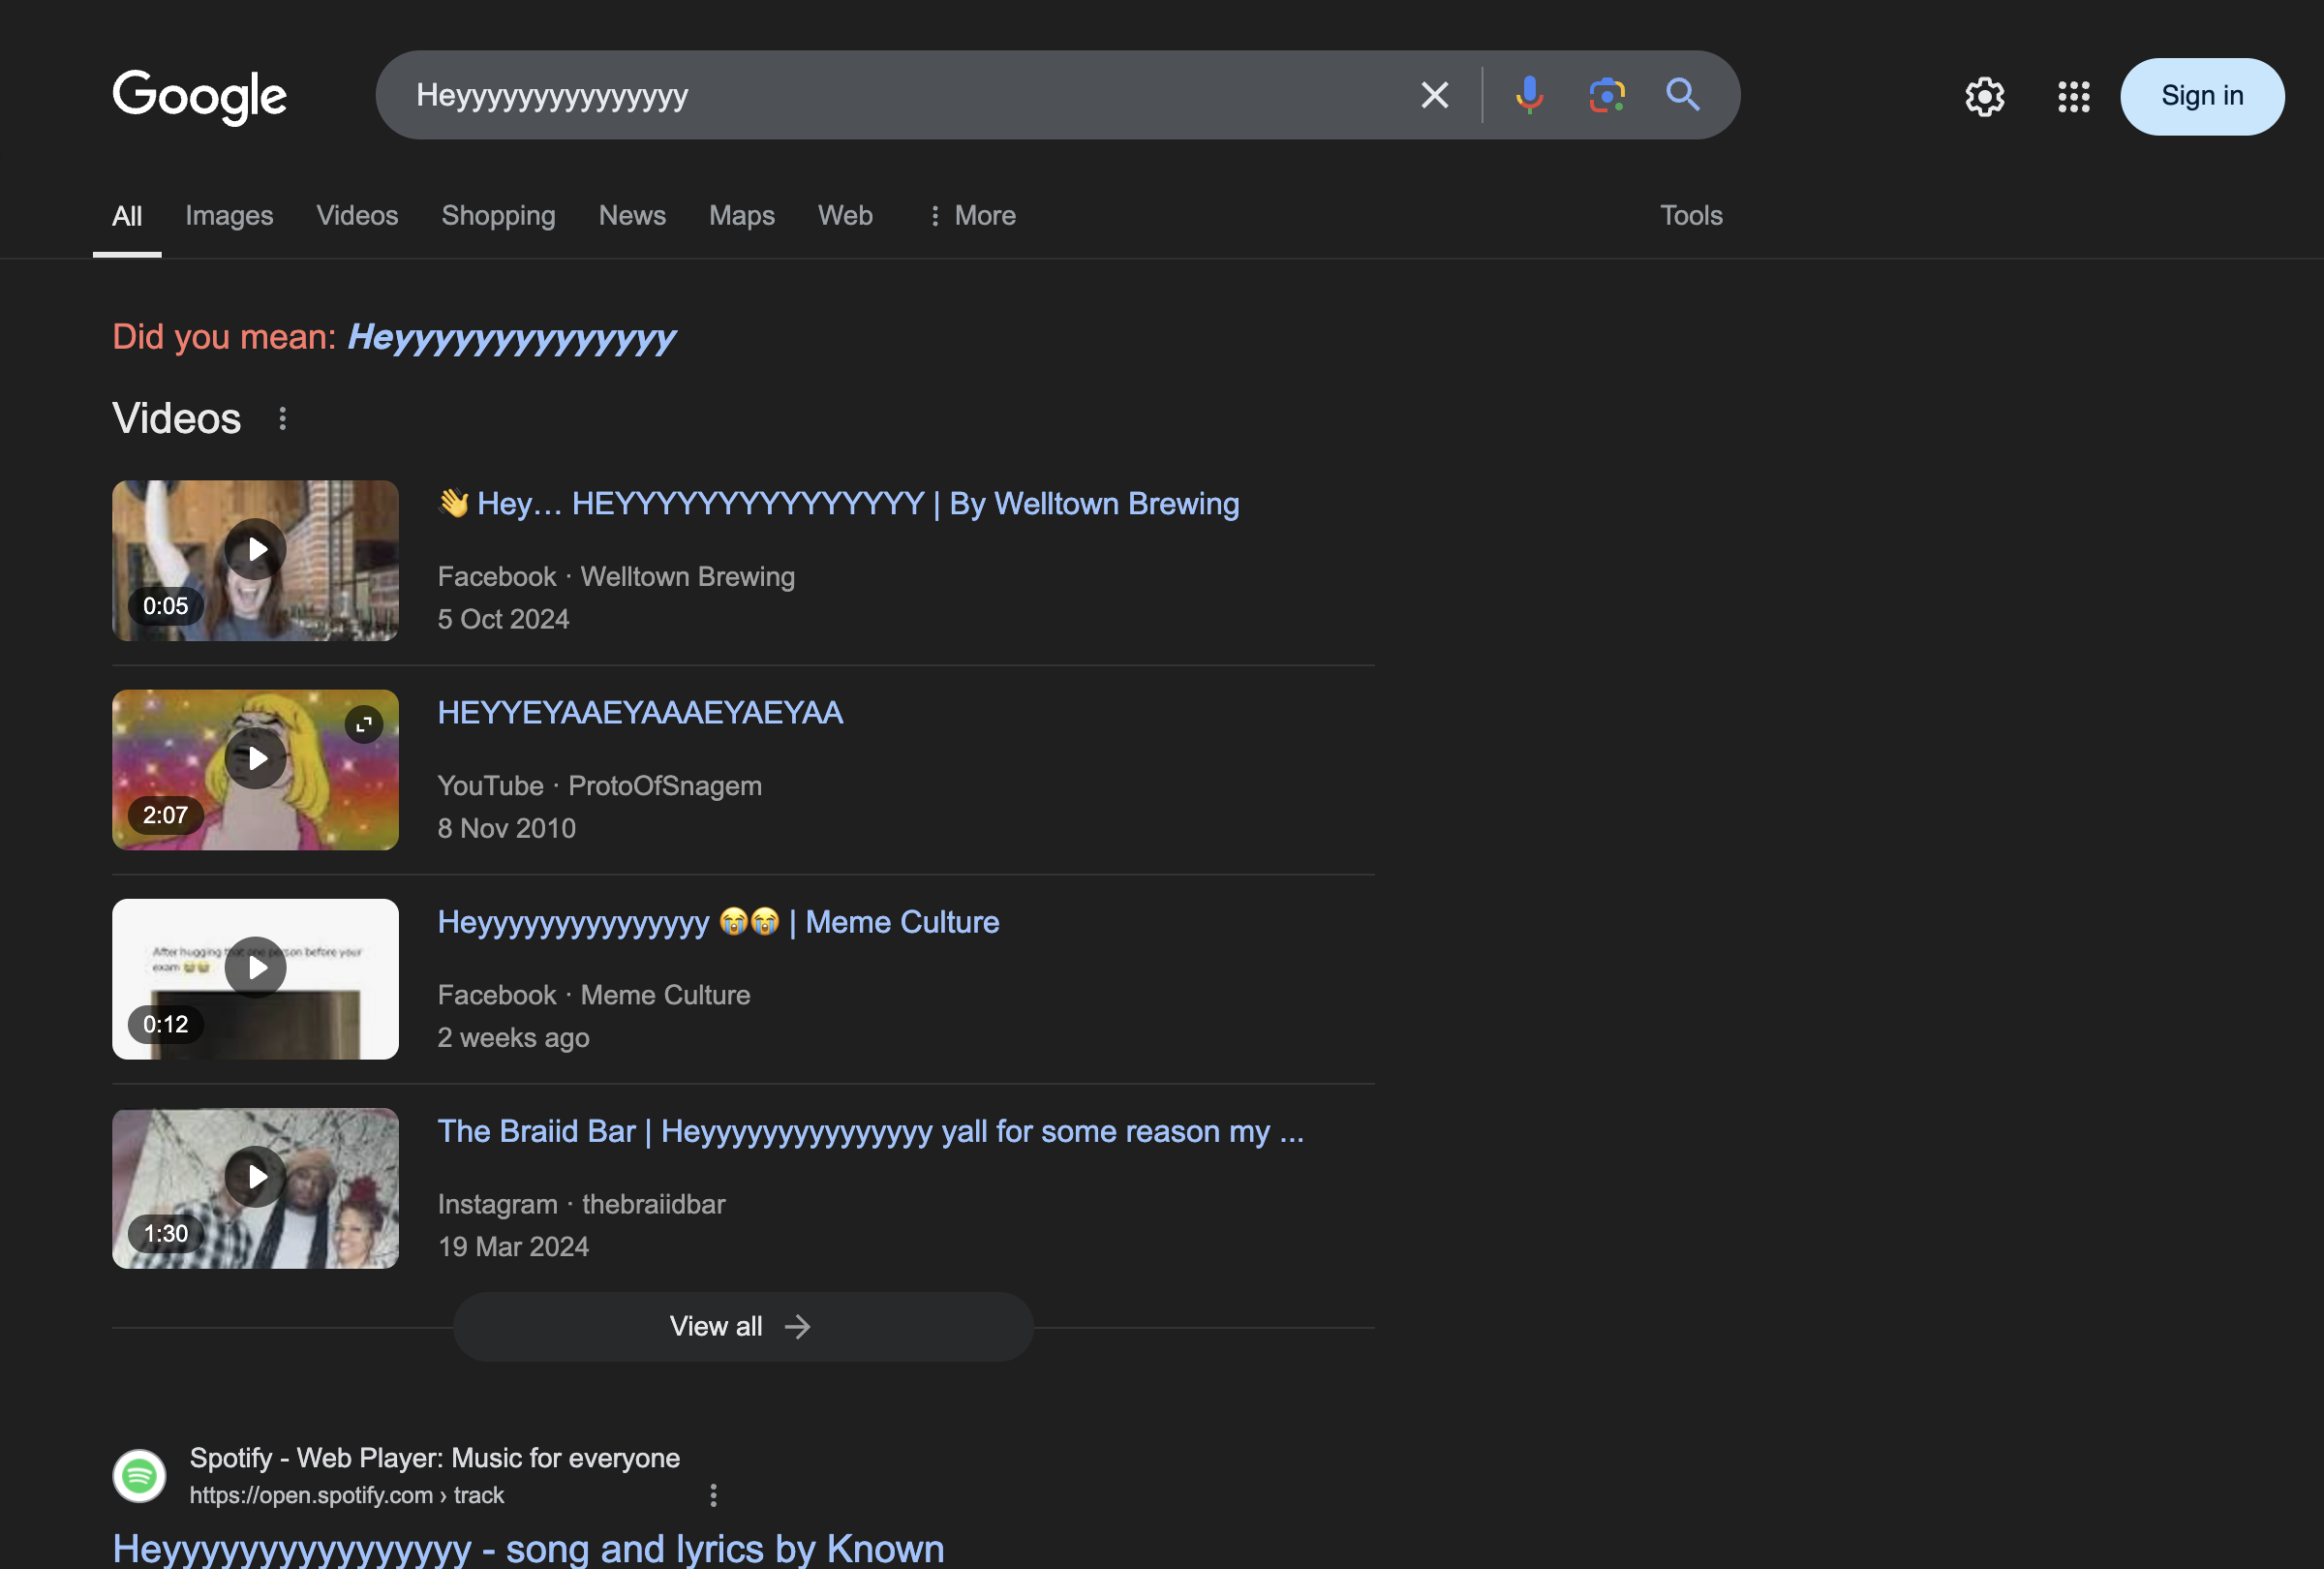 Google
Heyyyyyyyyyyyyyyy
Sign in
All Images Videos Shopping News Maps Web More Tools
Did you mean: Heyyyyyyyyyyyyyy
Videos
0:05
👋 Hey… HEYYYYYYYYYYYYYYY | By Welltown Brewing
Facebook · Welltown Brewing
5 Oct 2024
2:07
HEYYEYAAEYAAAEYAEYAA
YouTube · ProtoOfSnagem
8 Nov 2010
After hugging that one person before your
exam 😭😭
0:12
Heyyyyyyyyyyyyyyy 😭😭 | Meme Culture
Facebook · Meme Culture
2 weeks ago
1:30
The Braiid Bar | Heyyyyyyyyyyyyyyy yall for some reason my ...
Instagram · thebraiidbar
19 Mar 2024
View all
Spotify - Web Player: Music for everyone
https://open.spotify.com › track
Heyyyyyyyyyyyyyyyy - song and lyrics by Known